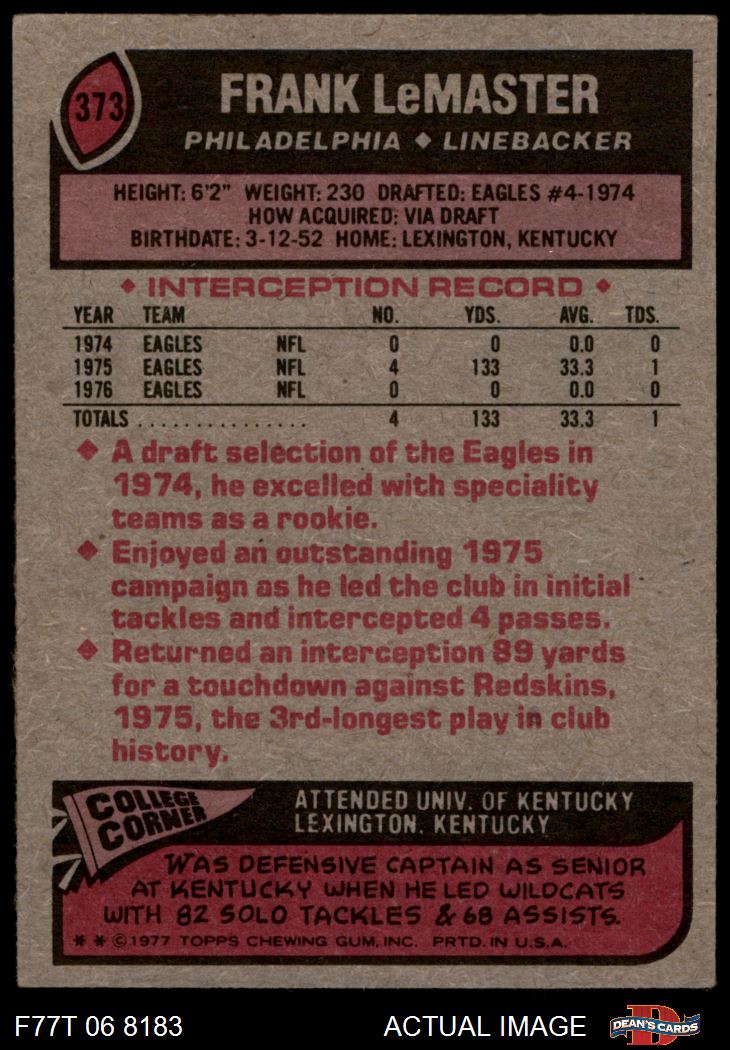 373
FRANK LeMASTER
PHILADELPHIA ◆ LINEBACKER
HEIGHT: 6'2" WEIGHT: 230 DRAFTED: EAGLES #4-1974
HOW ACQUIRED: VIA DRAFT
BIRTHDATE: 3-12-52 HOME: LEXINGTON, KENTUCKY
◆ INTERCEPTION RECORD ◆
YEAR TEAM NO. YDS. AVG. TDS.
1974 EAGLES NFL 0 0 0.0 0
1975 EAGLES NFL 4 133 33.3 1
1976 EAGLES NFL 0 0 0.0 0
TOTALS . . . . . . . . . . . . . . . 4 133 33.3 1
◆ A draft selection of the Eagles in
1974, he excelled with speciality
teams as a rookie.
◆ Enjoyed an outstanding 1975
campaign as he led the club in initial
tackles and intercepted 4 passes.
◆ Returned an interception 89 yards
for a touchdown against Redskins,
1975, the 3rd-longest play in club
history.
COLLEGE
CORNER
ATTENDED UNIV. OF KENTUCKY
LEXINGTON, KENTUCKY
WAS DEFENSIVE CAPTAIN AS SENIOR
AT KENTUCKY WHEN HE LED WILDCATS
WITH 82 SOLO TACKLES & 68 ASSISTS.
* * © 1977 TOPPS CHEWING GUM, INC. PRTD. IN U.S.A.
F77T 06 8183 ACTUAL IMAGE
D
DEAN'S CARDS